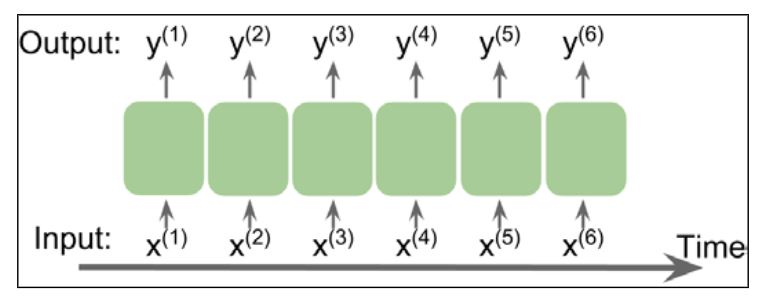 Output: y⁽¹⁾ y⁽²⁾ y⁽³⁾ y⁽⁴⁾ y⁽⁵⁾ y⁽⁶⁾
Input: x⁽¹⁾ x⁽²⁾ x⁽³⁾ x⁽⁴⁾ x⁽⁵⁾ x⁽⁶⁾
Time